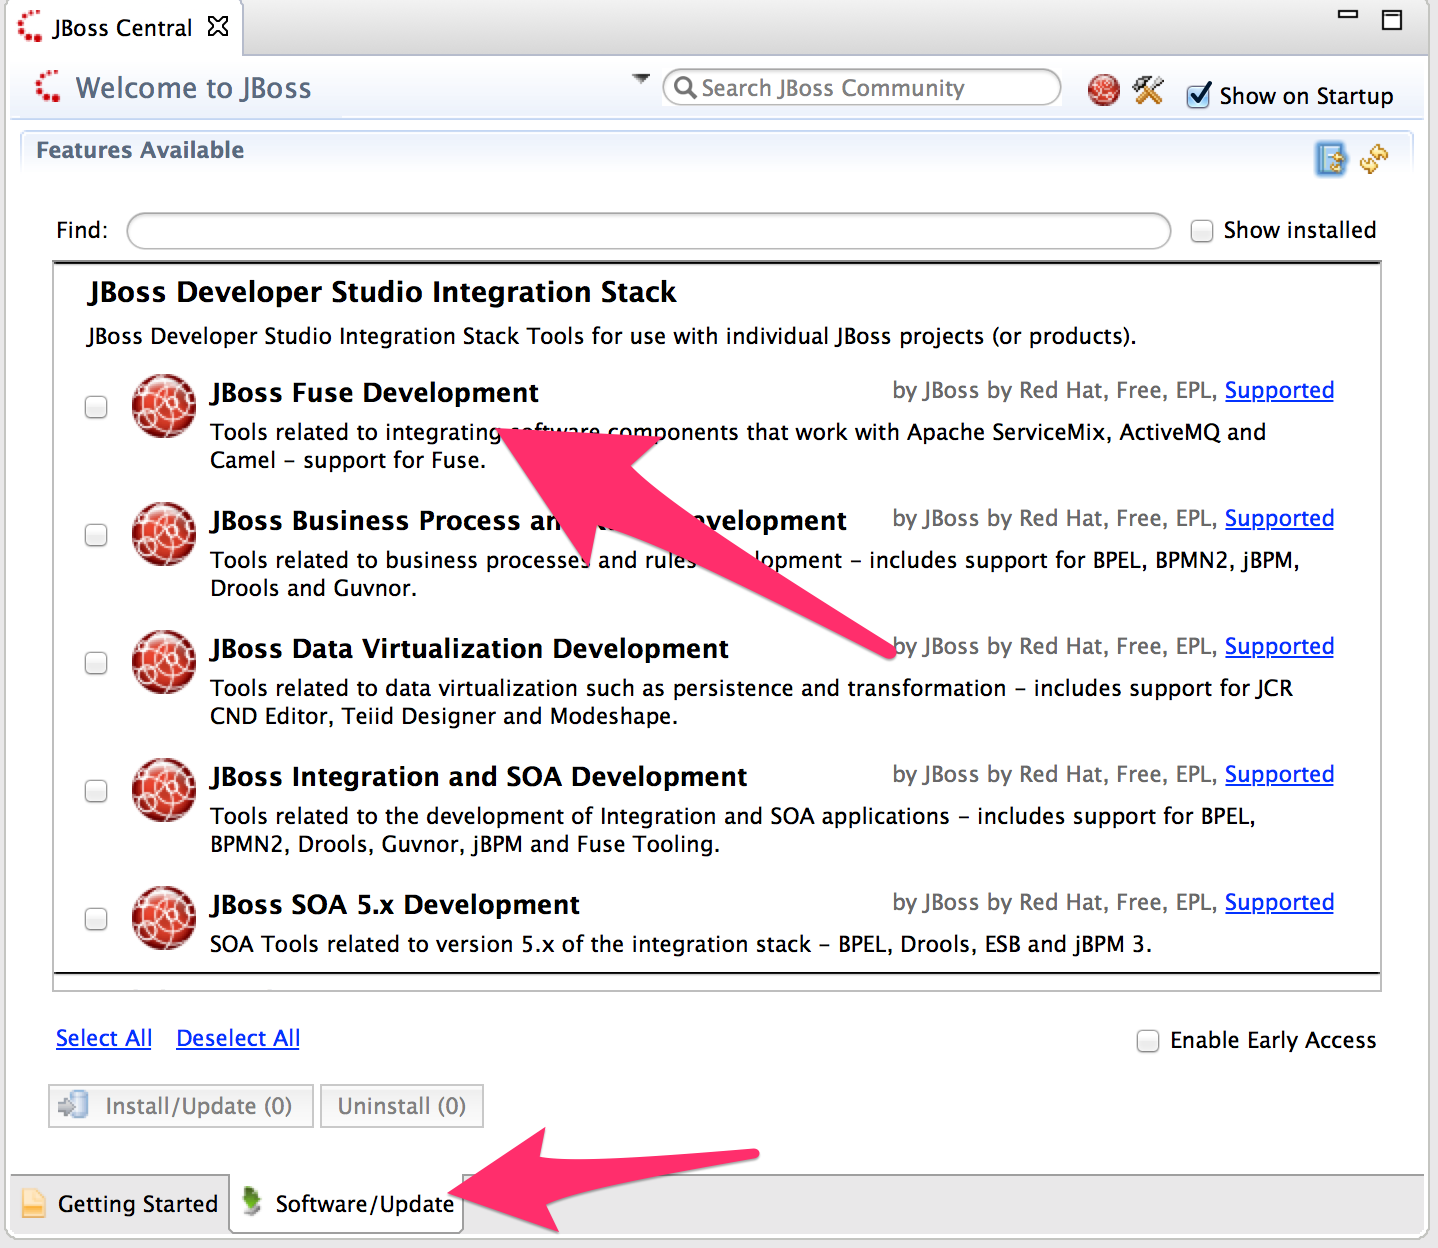 JBoss Central
Welcome to JBoss
Search JBoss Community
Show on Startup
Features Available
Find:
Show installed
JBoss Developer Studio Integration Stack
JBoss Developer Studio Integration Stack Tools for use with individual JBoss projects (or products).
JBoss Fuse Development
by JBoss by Red Hat, Free, EPL, Supported
Tools related to integrating software components that work with Apache ServiceMix, ActiveMQ and
Camel – support for Fuse.
JBoss Business Process and Development
by JBoss by Red Hat, Free, EPL, Supported
Tools related to business processes and rules development – includes support for BPEL, BPMN2, jBPM,
Drools and Guvnor.
JBoss Data Virtualization Development
by JBoss by Red Hat, Free, EPL, Supported
Tools related to data virtualization such as persistence and transformation – includes support for JCR
CND Editor, Teiid Designer and Modeshape.
JBoss Integration and SOA Development
by JBoss by Red Hat, Free, EPL, Supported
Tools related to the development of Integration and SOA applications – includes support for BPEL,
BPMN2, Drools, Guvnor, jBPM and Fuse Tooling.
JBoss SOA 5.x Development
by JBoss by Red Hat, Free, EPL, Supported
SOA Tools related to version 5.x of the integration stack – BPEL, Drools, ESB and jBPM 3.
Select All
Deselect All
Enable Early Access
Install/Update (0)
Uninstall (0)
Getting Started
Software/Update